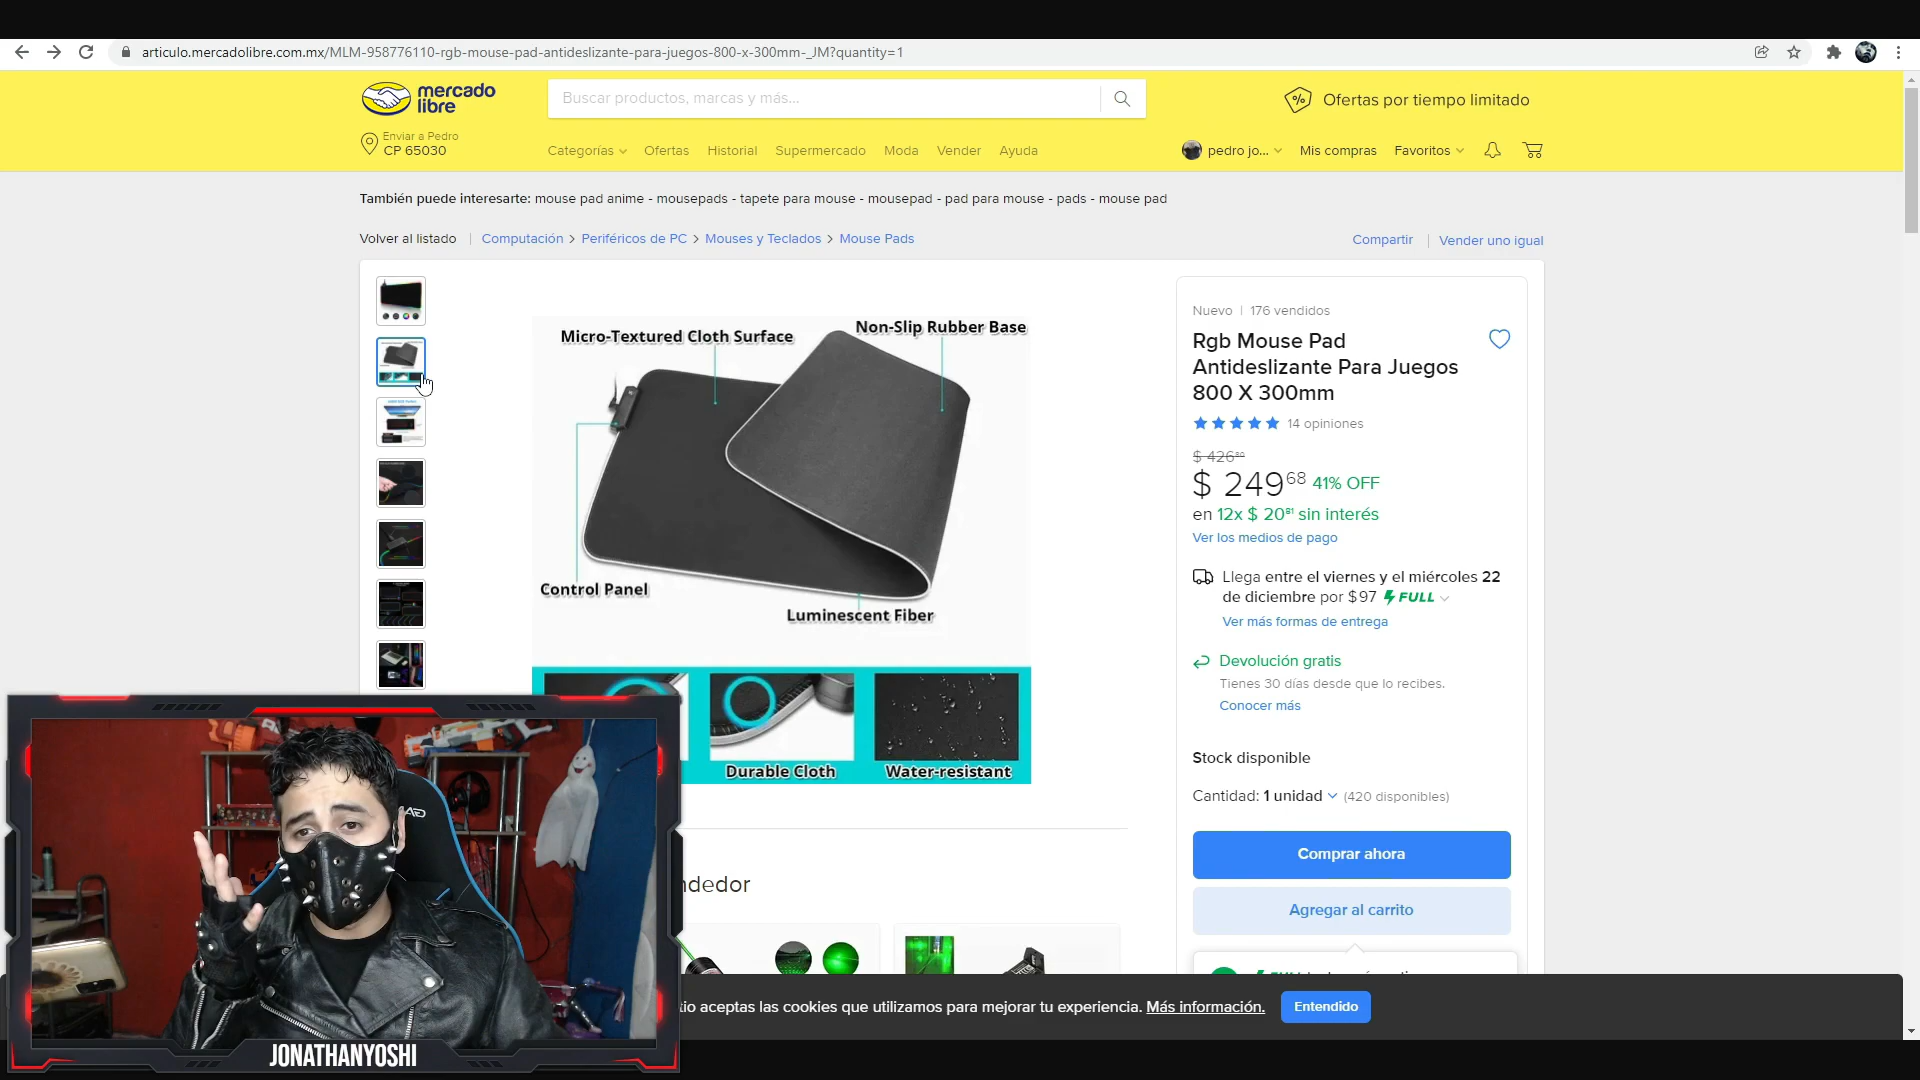 articulo.mercadolibre.com.mx/MLM-958776110-rgb-mouse-pad-antideslizante-para-juegos-800-x-300mm-_JM?quantity=1
mercado
libre
Buscar productos, marcas y más...
Ofertas por tiempo limitado
Enviar a Pedro
CP 65030
Categorías
Ofertas
Historial
Supermercado
Moda
Vender
Ayuda
pedro jo...
Mis compras
Favoritos
También puede interesarte: mouse pad anime - mousepads - tapete para mouse - mousepad - pad para mouse - pads - mouse pad
Volver al listado
Computación > Periféricos de PC > Mouses y Teclados > Mouse Pads
Compartir
Vender uno igual
Micro-Textured Cloth Surface
Non-Slip Rubber Base
Control Panel
Luminescent Fiber
Durable Cloth
Water-resistant
Nuevo | 176 vendidos
Rgb Mouse Pad
Antideslizante Para Juegos
800 X 300mm
14 opiniones
$ 426
$ 249 68 41% OFF
en 12x $ 20 81 sin interés
Ver los medios de pago
Llega entre el viernes y el miércoles 22
de diciembre por $97 FULL
Ver más formas de entrega
Devolución gratis
Tienes 30 días desde que lo recibes.
Conocer más
Stock disponible
Cantidad: 1 unidad (420 disponibles)
Comprar ahora
Agregar al carrito
ndedor
tio aceptas las cookies que utilizamos para mejorar tu experiencia. Más información.
Entendido
JONATHANYOSHI